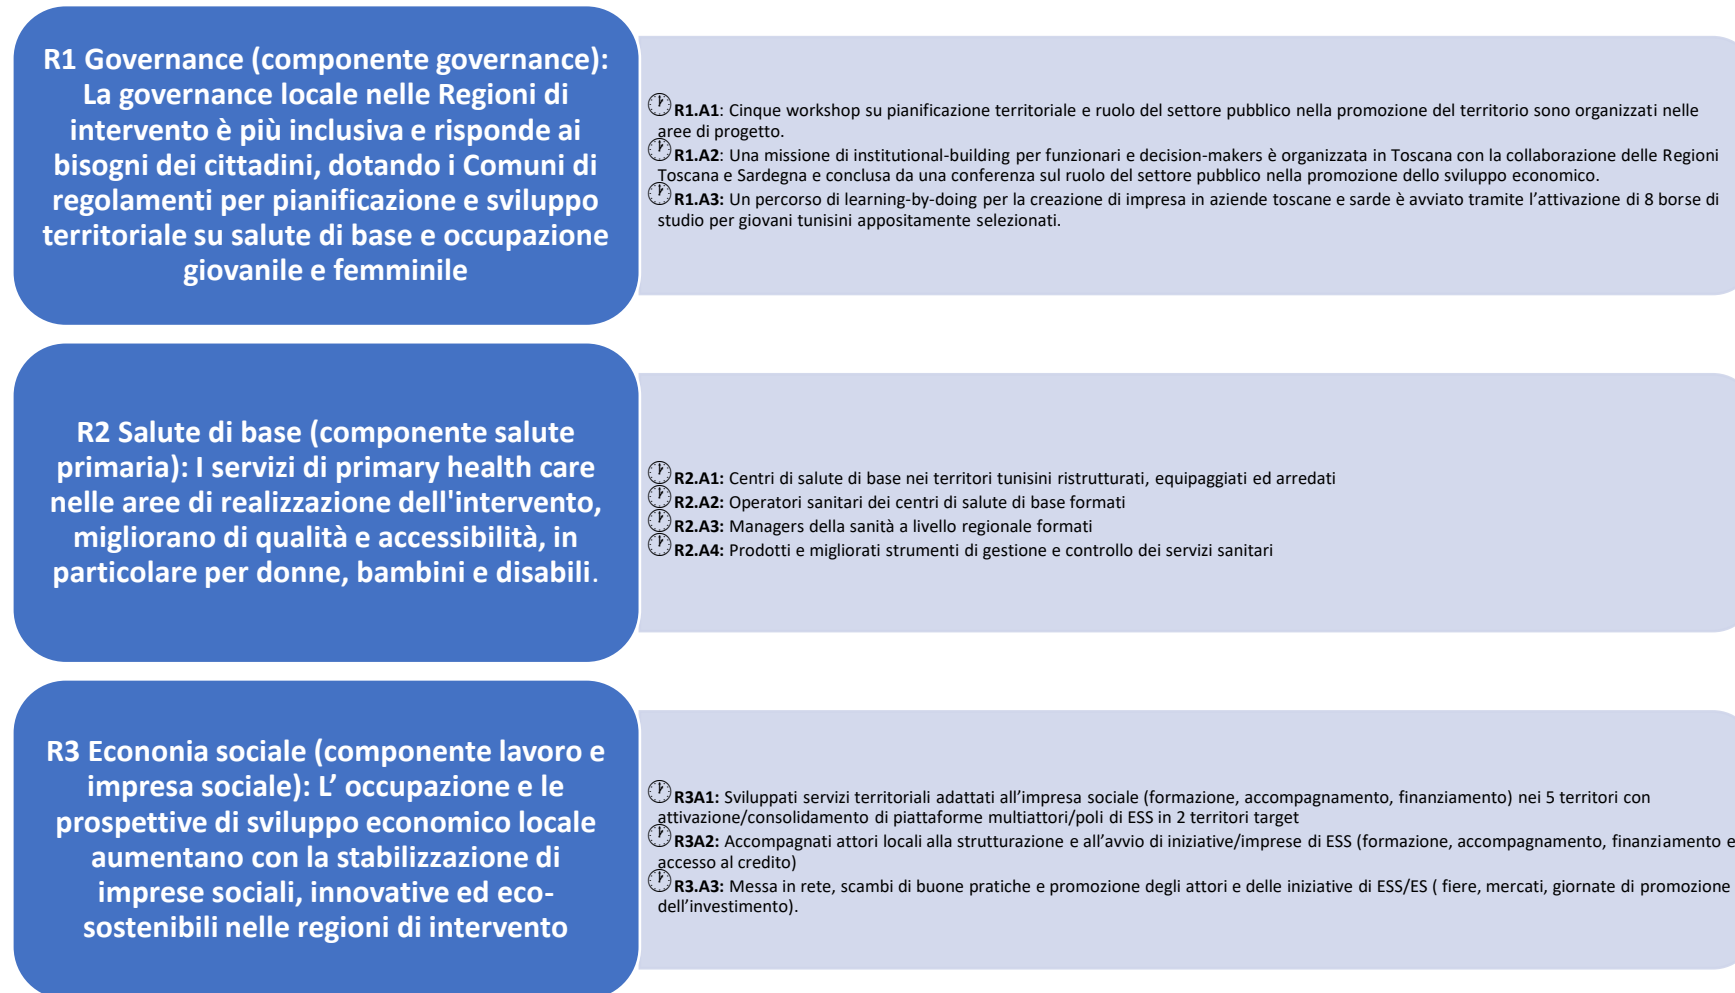 R1 Governance (componente governance):
La governance locale nelle Regioni di
intervento è più inclusiva e risponde ai
bisogni dei cittadini, dotando i Comuni di
regolamenti per pianificazione e sviluppo
territoriale su salute di base e occupazione
giovanile e femminile
R1.A1: Cinque workshop su pianificazione territoriale e ruolo del settore pubblico nella promozione del territorio sono organizzati nelle
aree di progetto.
R1.A2: Una missione di institutional-building per funzionari e decision-makers è organizzata in Toscana con la collaborazione delle Regioni
Toscana e Sardegna e conclusa da una conferenza sul ruolo del settore pubblico nella promozione dello sviluppo economico.
R1.A3: Un percorso di learning-by-doing per la creazione di impresa in aziende toscane e sarde è avviato tramite l'attivazione di 8 borse di
studio per giovani tunisini appositamente selezionati.
R2 Salute di base (componente salute
primaria): I servizi di primary health care
nelle aree di realizzazione dell'intervento,
migliorano di qualità e accessibilità, in
particolare per donne, bambini e disabili.
R2.A1: Centri di salute di base nei territori tunisini ristrutturati, equipaggiati ed arredati
R2.A2: Operatori sanitari dei centri di salute di base formati
R2.A3: Managers della sanità a livello regionale formati
R2.A4: Prodotti e migliorati strumenti di gestione e controllo dei servizi sanitari
R3 Econonia sociale (componente lavoro e
impresa sociale): L' occupazione e le
prospettive di sviluppo economico locale
aumentano con la stabilizzazione di
imprese sociali, innovative ed eco-
sostenibili nelle regioni di intervento
R3A1: Sviluppati servizi territoriali adattati all'impresa sociale (formazione, accompagnamento, finanziamento) nei 5 territori con
attivazione/consolidamento di piattaforme multiattori/poli di ESS in 2 territori target
R3A2: Accompagnati attori locali alla strutturazione e all'avvio di iniziative/imprese di ESS (formazione, accompagnamento, finanziamento e
accesso al credito)
R3.A3: Messa in rete, scambi di buone pratiche e promozione degli attori e delle iniziative di ESS/ES ( fiere, mercati, giornate di promozione
dell'investimento).